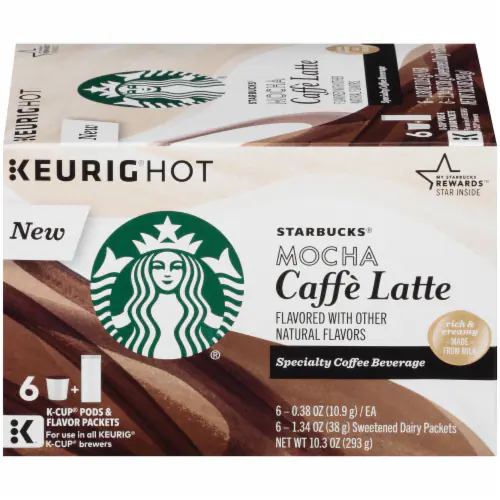 STARBUCKS®
MOCHA
Caffè Latte
Specialty Coffee Beverage
6
New
KEURIG® HOT
MY STARBUCKS
REWARDS™
STAR INSIDE
New
STARBUCKS®
MOCHA
Caffè Latte
FLAVORED WITH OTHER
NATURAL FLAVORS
rich &
creamy
MADE
FROM MILK
Specialty Coffee Beverage
®
6 +
K-CUP® PODS &
FLAVOR PACKETS
For use in all KEURIG®
K-CUP® brewers
K
6 – 0.38 OZ (10.9 g) / EA
6 – 1.34 OZ (38 g) Sweetened Dairy Packets
NET WT 10.3 OZ (293 g)